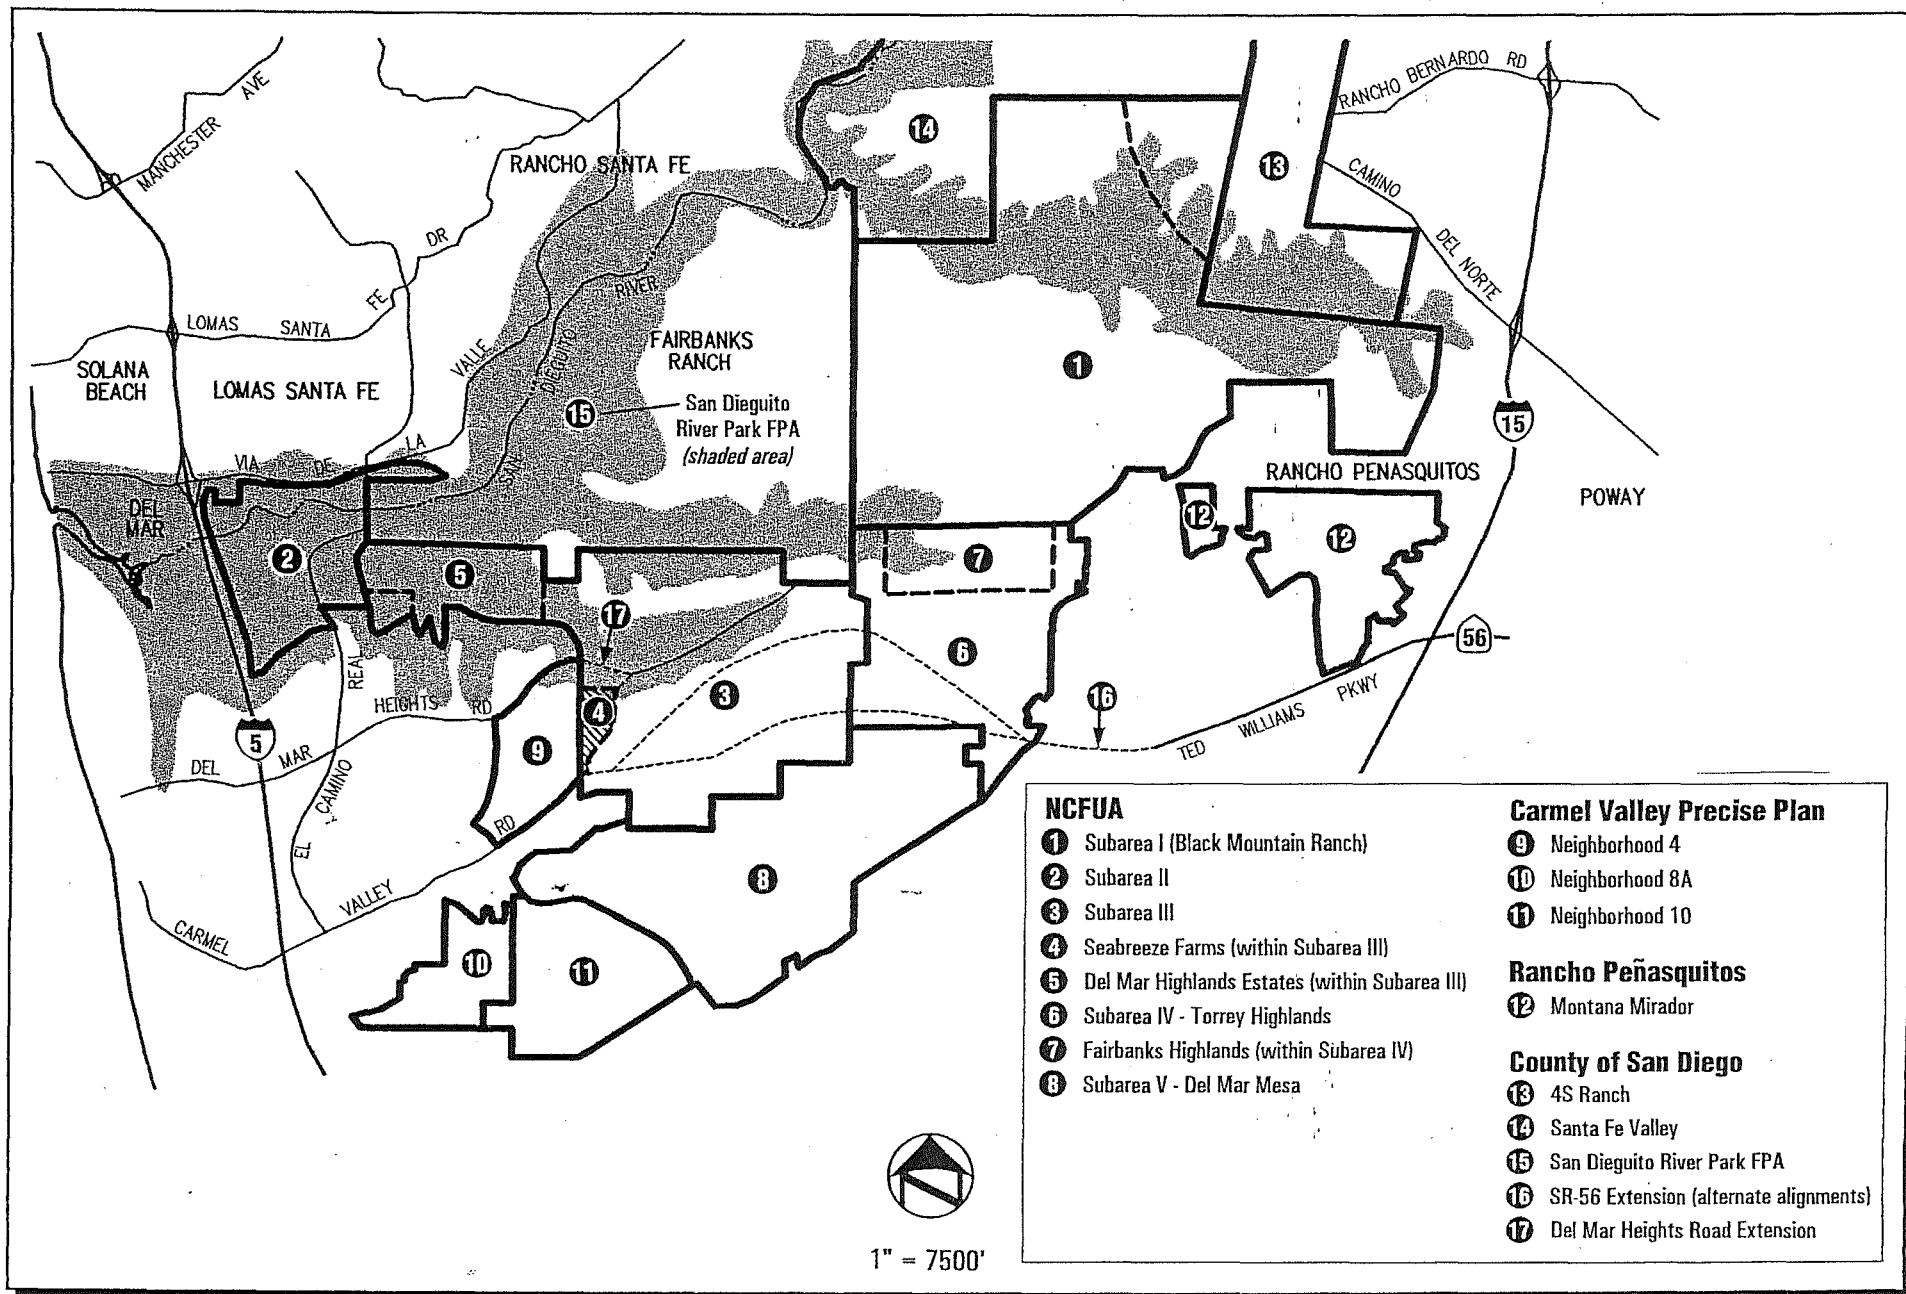 MANCHESTER AVE
RANCHO SANTA FE
14
13
RANCHO BERNARDO RD
CAMINO DEL NORTE
LOMAS SANTA FE DR
SAN DIEGUITO RIVER
VALLE
SOLANA
BEACH
LOMAS SANTA FE
FAIRBANKS
RANCH
1
15
San Dieguito
River Park FPA
(shaded area)
15
VIA DE LA
RANCHO PENASQUITOS
POWAY
DEL
MAR
2
5
7
12
12
17
6
56
REAL
3
4
16
HEIGHTS RD
TED WILLIAMS PKWY
5
9
DEL MAR
EL CAMINO
RD
8
CARMEL VALLEY
10
11
1" = 7500'
NCFUA
1 Subarea I (Black Mountain Ranch)
2 Subarea II
3 Subarea III
4 Seabreeze Farms (within Subarea III)
5 Del Mar Highlands Estates (within Subarea III)
6 Subarea IV - Torrey Highlands
7 Fairbanks Highlands (within Subarea IV)
8 Subarea V - Del Mar Mesa
Carmel Valley Precise Plan
9 Neighborhood 4
10 Neighborhood 8A
11 Neighborhood 10
Rancho Peñasquitos
12 Montana Mirador
County of San Diego
13 4S Ranch
14 Santa Fe Valley
15 San Dieguito River Park FPA
16 SR-56 Extension (alternate alignments)
17 Del Mar Heights Road Extension